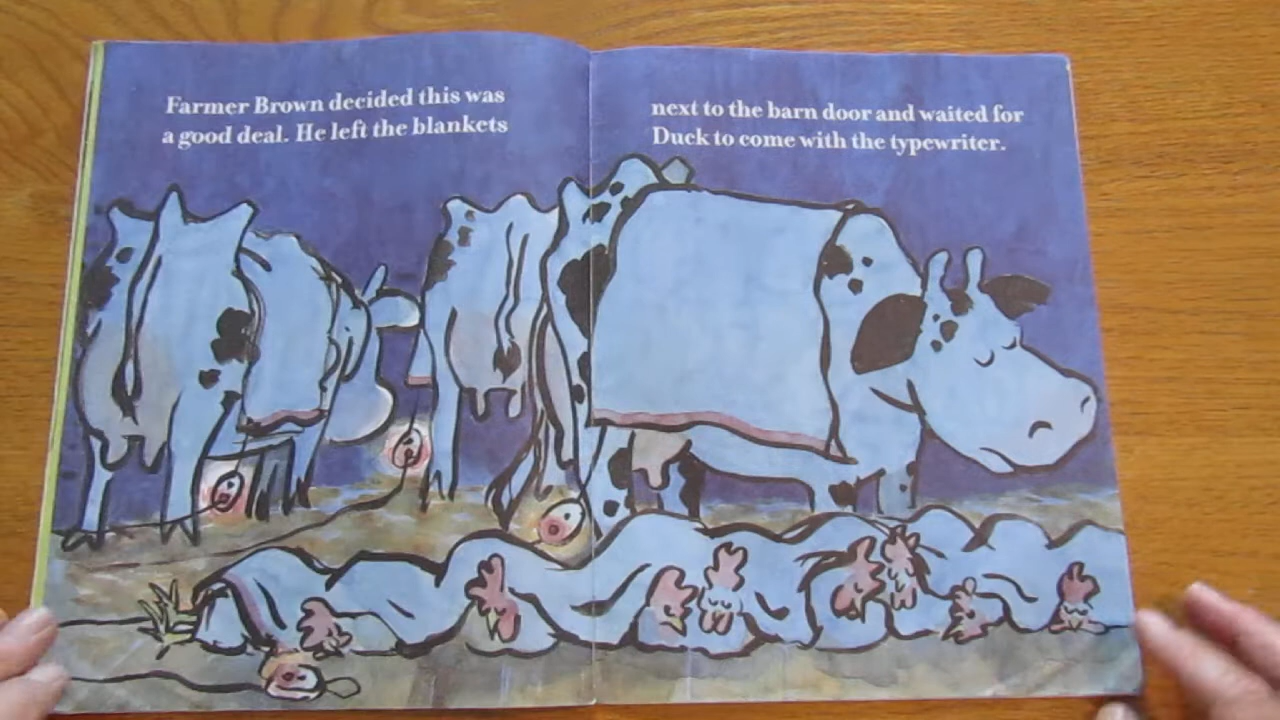 Farmer Brown decided this was
a good deal. He left the blankets
next to the barn door and waited for
Duck to come with the typewriter.